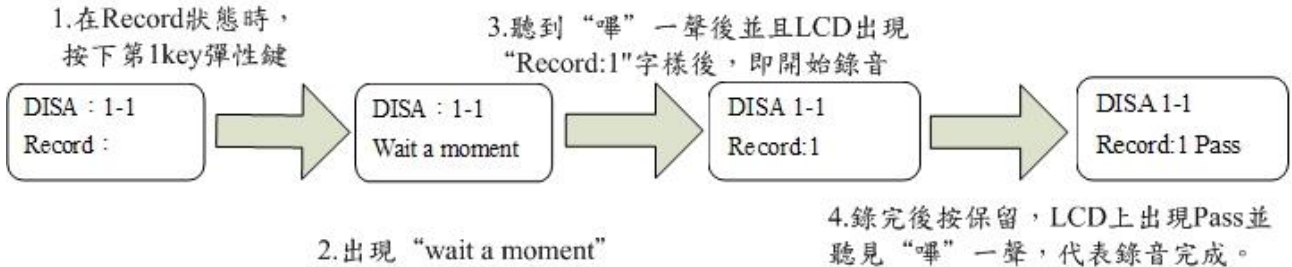 1.在Record狀態時，
按下第1key彈性鍵
3.聽到“嗶”一聲後並且LCD出現
“Record:1"字樣後，即開始錄音
DISA：1-1
Record：
DISA：1-1
Wait a moment
DISA 1-1
Record:1
DISA 1-1
Record:1 Pass
2.出現“wait a moment”
4.錄完後按保留，LCD上出現Pass並
聽見“嗶”一聲，代表錄音完成。